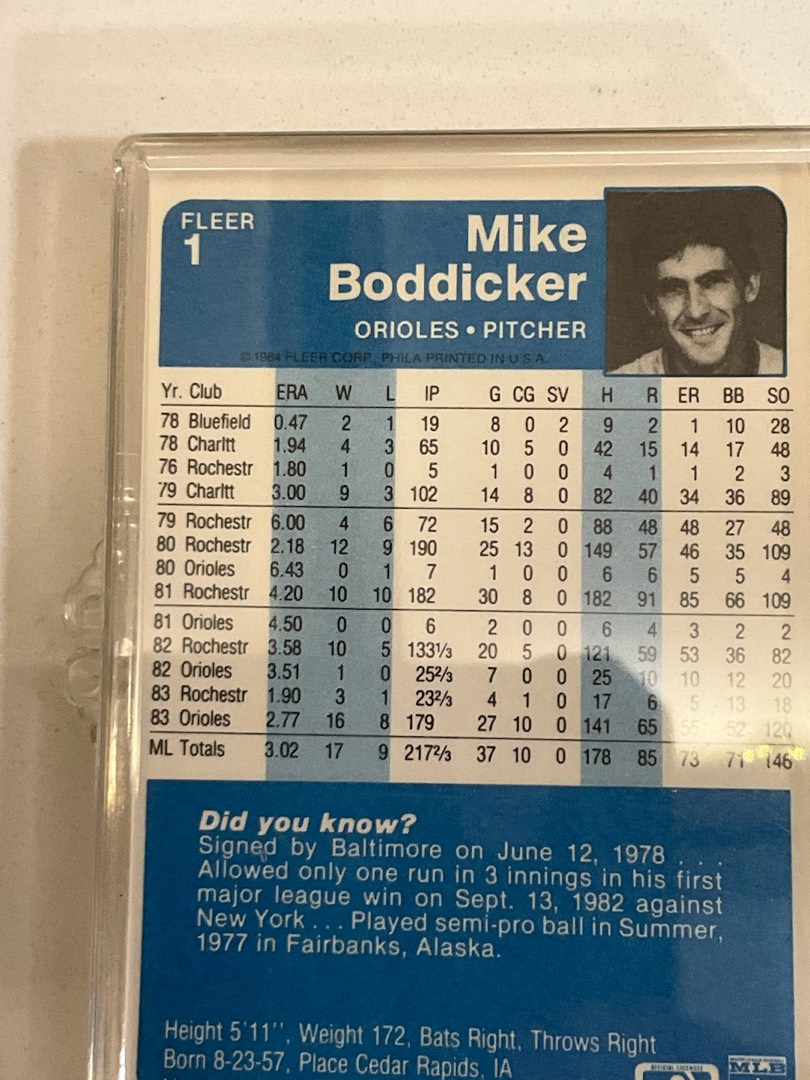 FLEER
1
Mike
Boddicker
ORIOLES • PITCHER
© 1984 FLEER CORP., PHILA PRINTED IN U.S.A.
Yr. Club ERA W L IP G CG SV H R ER BB SO
78 Bluefield 0.47 2 1 19 8 0 2 9 2 1 10 28
78 Charltt 1.94 4 3 65 10 5 0 42 15 14 17 48
76 Rochestr 1.80 1 0 5 1 0 0 4 1 1 2 3
79 Charltt 3.00 9 3 102 14 8 0 82 40 34 36 89
79 Rochestr 6.00 4 6 72 15 2 0 88 48 48 27 48
80 Rochestr 2.18 12 9 190 25 13 0 149 57 46 35 109
80 Orioles 6.43 0 1 7 1 0 0 6 6 5 5 4
81 Rochestr 4.20 10 10 182 30 8 0 182 91 85 66 109
81 Orioles 4.50 0 0 6 2 0 0 6 4 3 2 2
82 Rochestr 3.58 10 5 133⅓ 20 5 0 121 59 53 36 82
82 Orioles 3.51 1 0 25⅔ 7 0 0 25 10 10 12 20
83 Rochestr 1.90 3 1 23⅔ 4 1 0 17 6 5 13 18
83 Orioles 2.77 16 8 179 27 10 0 141 65 55 52 120
ML Totals 3.02 17 9 217⅔ 37 10 0 178 85 73 71 146
Did you know?
Signed by Baltimore on June 12, 1978 . . .
Allowed only one run in 3 innings in his first
major league win on Sept. 13, 1982 against
New York . . . Played semi-pro ball in Summer,
1977 in Fairbanks, Alaska.
Height 5'11'', Weight 172, Bats Right, Throws Right
Born 8-23-57, Place Cedar Rapids, IA
OFFICIAL LICENSEE
MAJOR LEAGUE BASEBALL
MLB